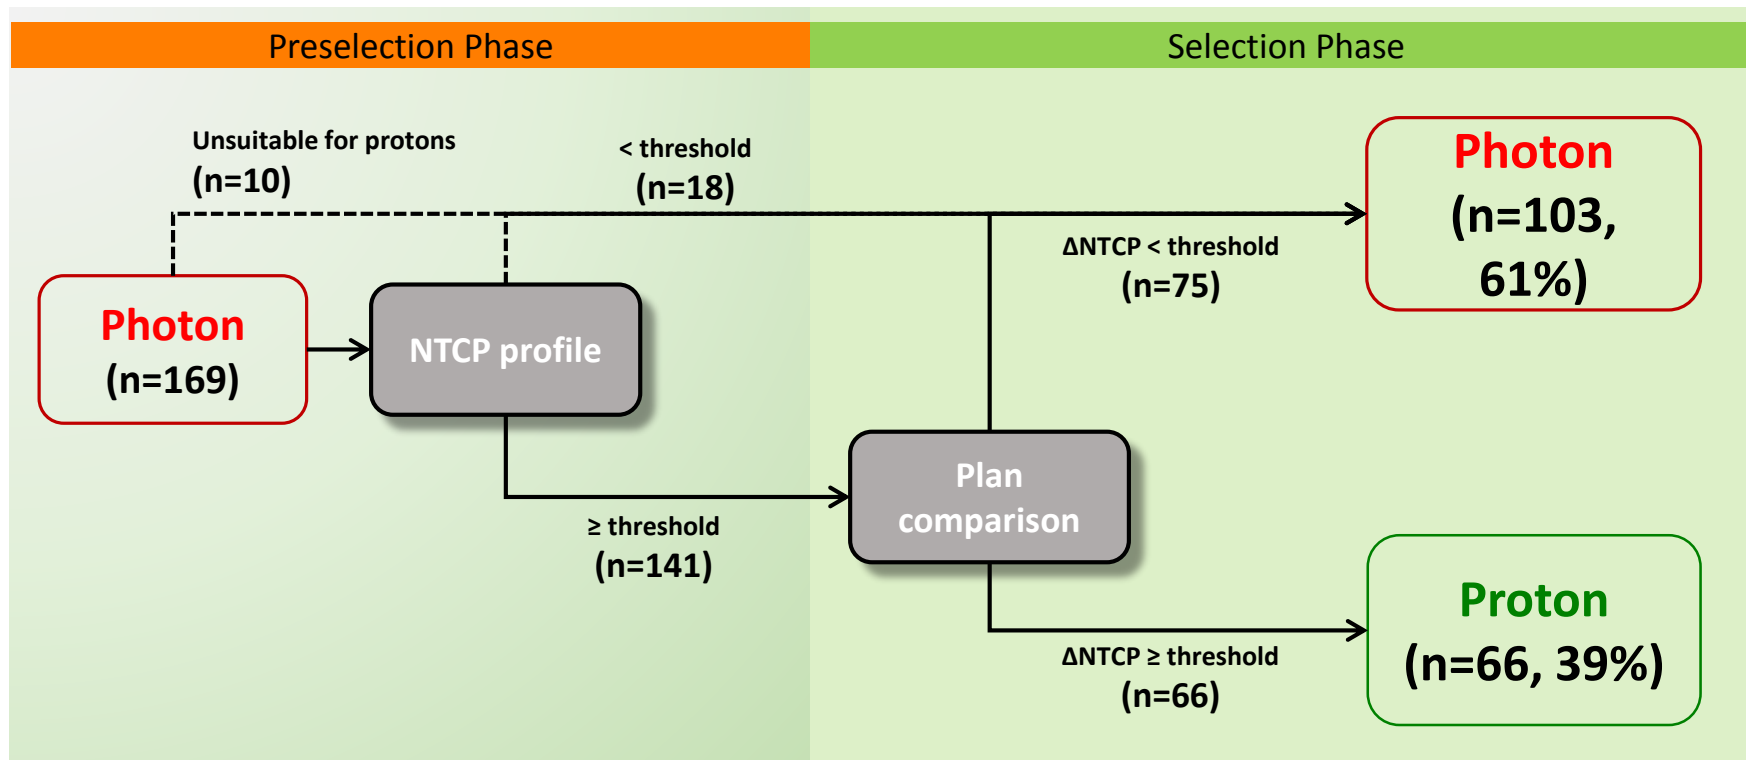 Preselection Phase
Selection Phase
Unsuitable for protons
(n=10)
< threshold
(n=18)
Photon
(n=103,
61%)
ΔNTCP < threshold
(n=75)
Photon
(n=169)
NTCP profile
Plan
comparison
≥ threshold
(n=141)
Proton
(n=66, 39%)
ΔNTCP ≥ threshold
(n=66)